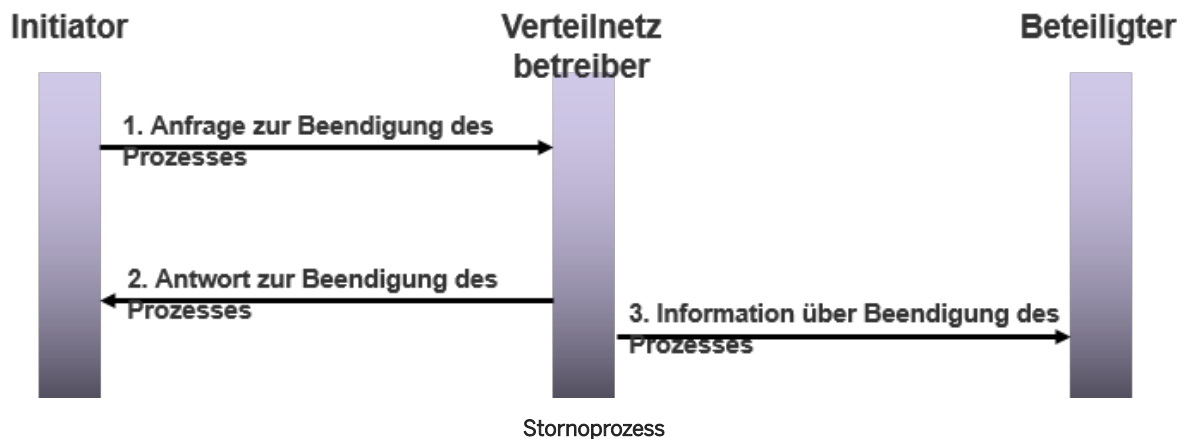 Initiator
Verteilnetz
betreiber
Beteiligter
1. Anfrage zur Beendigung des
Prozesses
2. Antwort zur Beendigung des
Prozesses
3. Information über Beendigung des
Prozesses
Stornoprozess